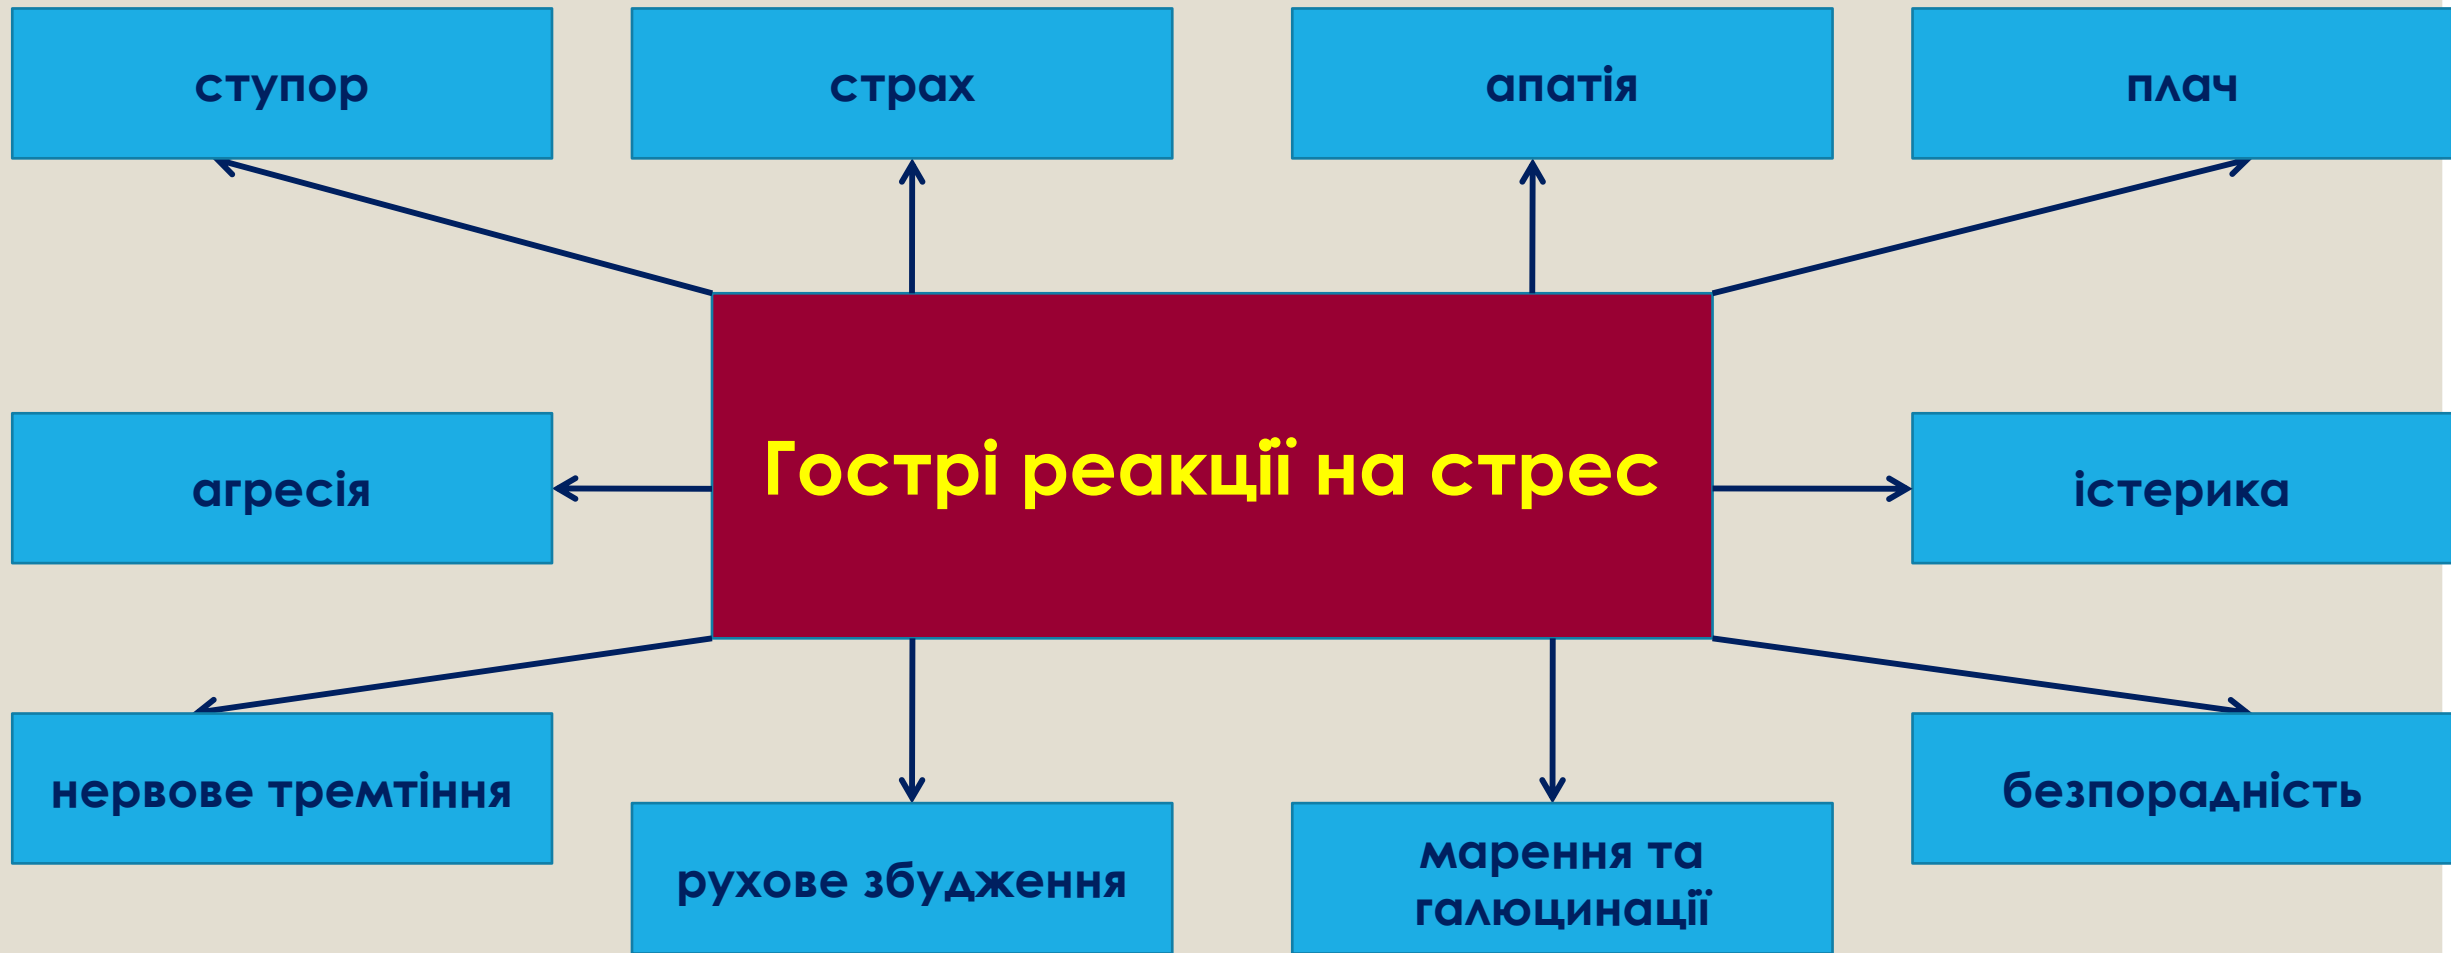 ступор
страх
апатія
плач
Гострі реакції на стрес
агресія
істерика
нервове тремтіння
рухове збудження
марення та
галюцинації
безпорадність